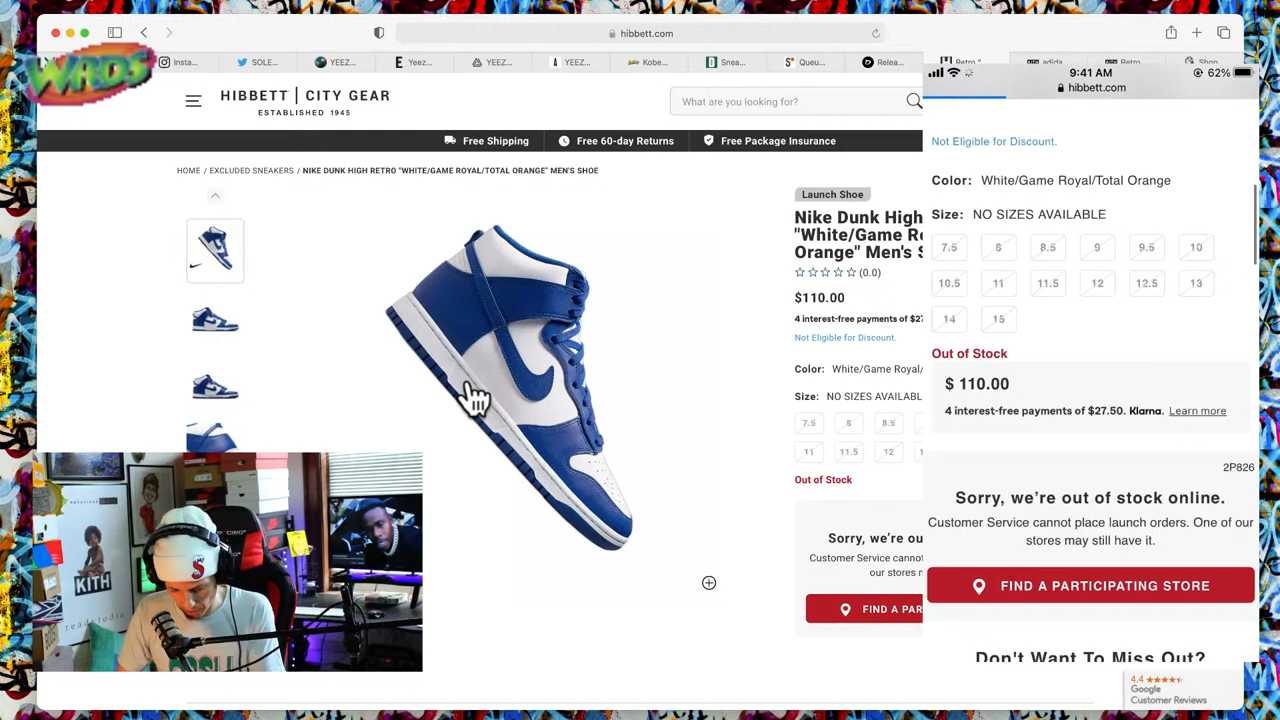 hibbett.com
WRDS
Insta...
SOLE...
YEEZ...
Yeez...
YEEZ...
YEEZ...
Kobe...
Snea...
Queu...
Relea...
Retro "
adidas
Retro
Shop
HIBBETT | CITY GEAR
ESTABLISHED 1945
What are you looking for?
Free Shipping
Free 60-day Returns
Free Package Insurance
HOME / EXCLUDED SNEAKERS / NIKE DUNK HIGH RETRO "WHITE/GAME ROYAL/TOTAL ORANGE" MEN'S SHOE
Launch Shoe
Nike Dunk High
"White/Game Ro
Orange" Men's S
(0.0)
$110.00
4 interest-free payments of $27
Not Eligible for Discount.
Color: White/Game Royal/
Size: NO SIZES AVAILABL
7.5 8 8.5
11 11.5 12
Out of Stock
Sorry, we're ou
Customer Service cannot
our stores m
FIND A PAR
9:41 AM
62%
hibbett.com
Not Eligible for Discount.
Color: White/Game Royal/Total Orange
Size: NO SIZES AVAILABLE
7.5 8 8.5 9 9.5 10
10.5 11 11.5 12 12.5 13
14 15
Out of Stock
$ 110.00
4 interest-free payments of $27.50. Klarna. Learn more
2P826
Sorry, we're out of stock online.
Customer Service cannot place launch orders. One of our
stores may still have it.
FIND A PARTICIPATING STORE
Don't Want To Miss Out?
4.4
Google
Customer Reviews
KITH
readytodie
S